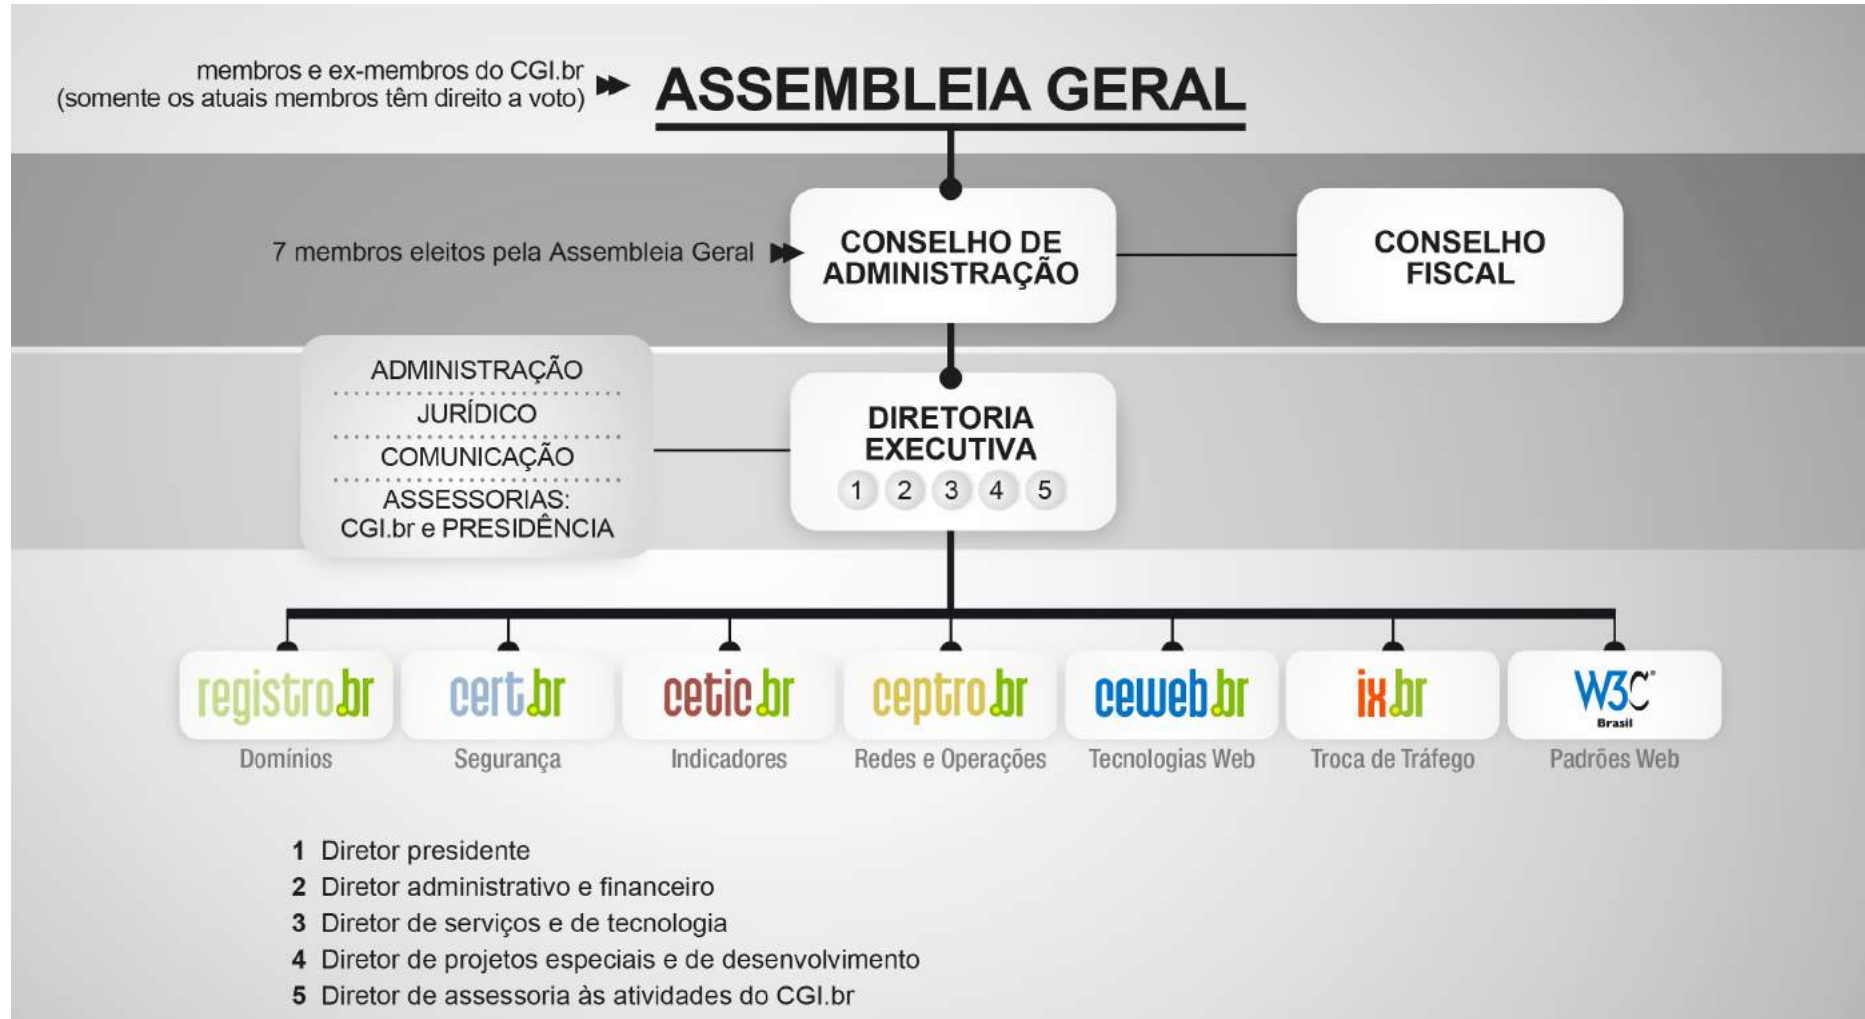 membros e ex-membros do CGI.br
(somente os atuais membros têm direito a voto)
ASSEMBLEIA GERAL
7 membros eleitos pela Assembleia Geral
CONSELHO DE
ADMINISTRAÇÃO
CONSELHO
FISCAL
ADMINISTRAÇÃO
JURÍDICO
COMUNICAÇÃO
ASSESSORIAS:
CGI.br e PRESIDÊNCIA
DIRETORIA
EXECUTIVA
1 2 3 4 5
registro.br
Domínios
cert.br
Segurança
cetic.br
Indicadores
ceptro.br
Redes e Operações
ceweb.br
Tecnologias Web
ix.br
Troca de Tráfego
W3C®
Brasil
Padrões Web
1 Diretor presidente
2 Diretor administrativo e financeiro
3 Diretor de serviços e de tecnologia
4 Diretor de projetos especiais e de desenvolvimento
5 Diretor de assessoria às atividades do CGI.br